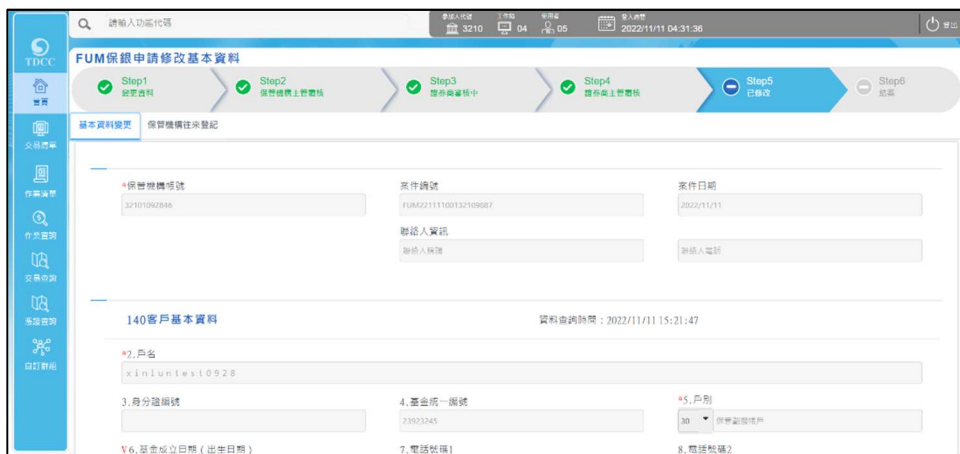 請輸入功能代碼
參加人代號
3210
工作站
04
使用者
05
登入時間
2022/11/11 04:31:36
登出
TDCC
首頁
交易清單
作業清單
作業查詢
交易查詢
憑證查詢
自訂群組
FUM保銀申請修改基本資料
Step1
變更資料
Step2
保管機構主管覆核
Step3
證券商審核中
Step4
證券商主管覆核
Step5
已修改
Step6
結案
基本資料變更
保管機構往來登記
*保管機構帳號
案件編號
案件日期
32101092846
FUM22111100132109887
2022/11/11
聯絡人資訊
聯絡人稱謂
聯絡人電話
140客戶基本資料
資料查詢時間：2022/11/11 15:21:47
*2.戶名
xinluntest0928
3.身分證編號
4.基金統一編號
*5.戶別
23923245
30
保管劃撥帳戶
V6.基金成立日期（出生日期）
7.電話號碼1
8.電話號碼2